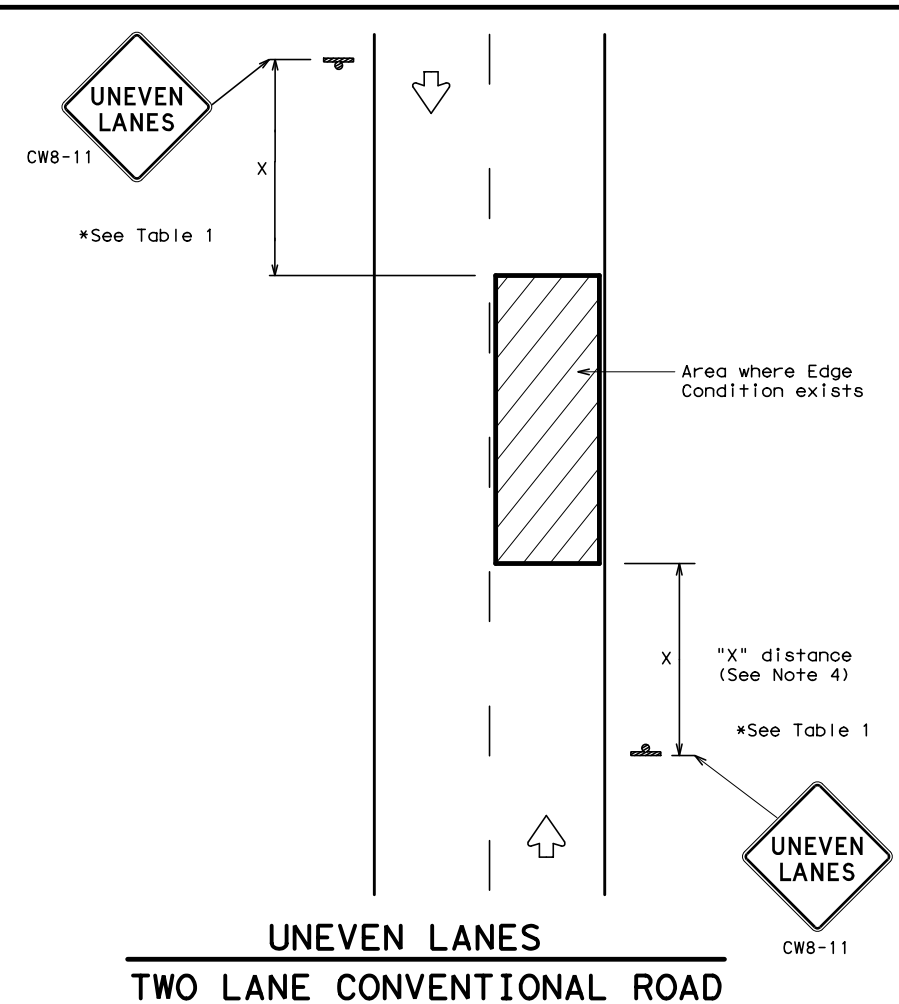 UNEVEN
LANES
CW8-11
X
*See Table 1
Area where Edge
Condition exists
X
"X" distance
(See Note 4)
*See Table 1
UNEVEN
LANES
CW8-11
UNEVEN LANES
TWO LANE CONVENTIONAL ROAD